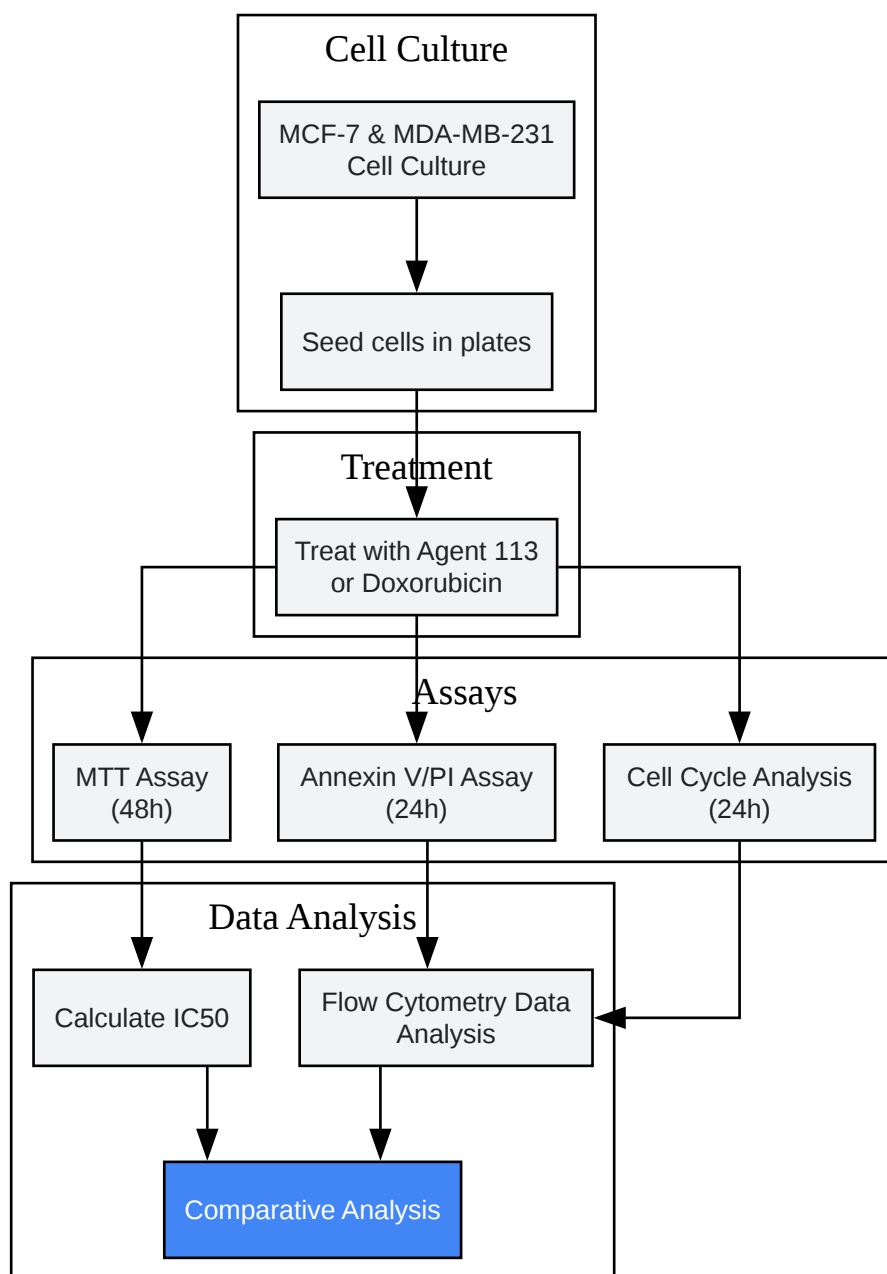 Cell Culture
MCF-7 & MDA-MB-231
Cell Culture
Seed cells in plates
Treatment
Treat with Agent 113
or Doxorubicin
Assays
MTT Assay
(48h)
Annexin V/PI Assay
(24h)
Cell Cycle Analysis
(24h)
Data Analysis
Calculate IC50
Flow Cytometry Data
Analysis
Comparative Analysis